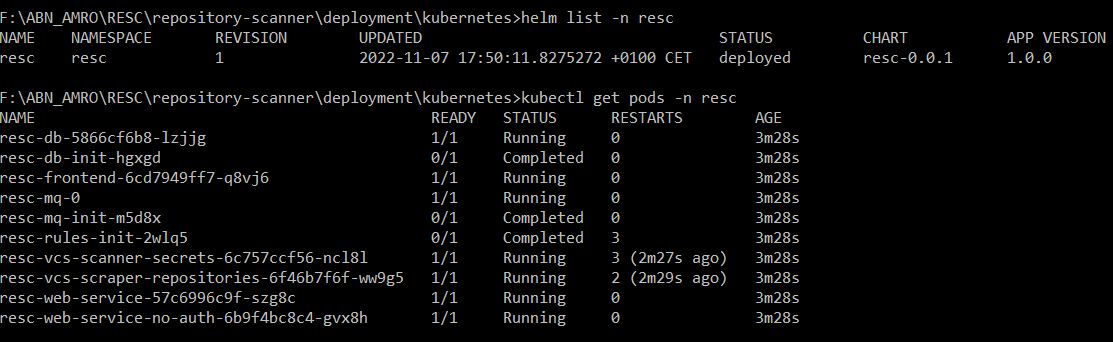 F:\ABN_AMRO\RESC\repository-scanner\deployment\kubernetes>helm list -n resc
NAME NAMESPACE REVISION UPDATED STATUS CHART APP VERSION
resc resc 1 2022-11-07 17:50:11.8275272 +0100 CET deployed resc-0.0.1 1.0.0
F:\ABN_AMRO\RESC\repository-scanner\deployment\kubernetes>kubectl get pods -n resc
NAME READY STATUS RESTARTS AGE
resc-db-5866cf6b8-lzjjg 1/1 Running 0 3m28s
resc-db-init-hgxgd 0/1 Completed 0 3m28s
resc-frontend-6cd7949ff7-q8vj6 1/1 Running 0 3m28s
resc-mq-0 1/1 Running 0 3m28s
resc-mq-init-m5d8x 0/1 Completed 0 3m28s
resc-rules-init-2wlq5 0/1 Completed 3 3m28s
resc-vcs-scanner-secrets-6c757ccf56-ncl8l 1/1 Running 3 (2m27s ago) 3m28s
resc-vcs-scraper-repositories-6f46b7f6f-ww9g5 1/1 Running 2 (2m29s ago) 3m28s
resc-web-service-57c6996c9f-szg8c 1/1 Running 0 3m28s
resc-web-service-no-auth-6b9f4bc8c4-gvx8h 1/1 Running 0 3m28s